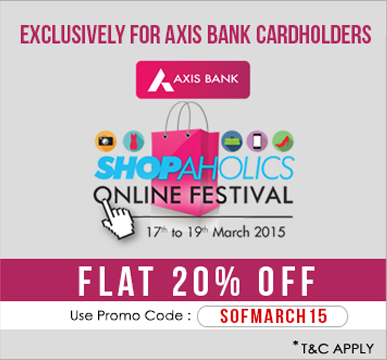 EXCLUSIVELY FOR AXIS BANK CARDHOLDERS
AXIS BANK
SHOPAHOLICS
ONLINE FESTIVAL
17th to 19th March 2015
FLAT 20% OFF
Use Promo Code : SOFMARCH15
*T&C APPLY